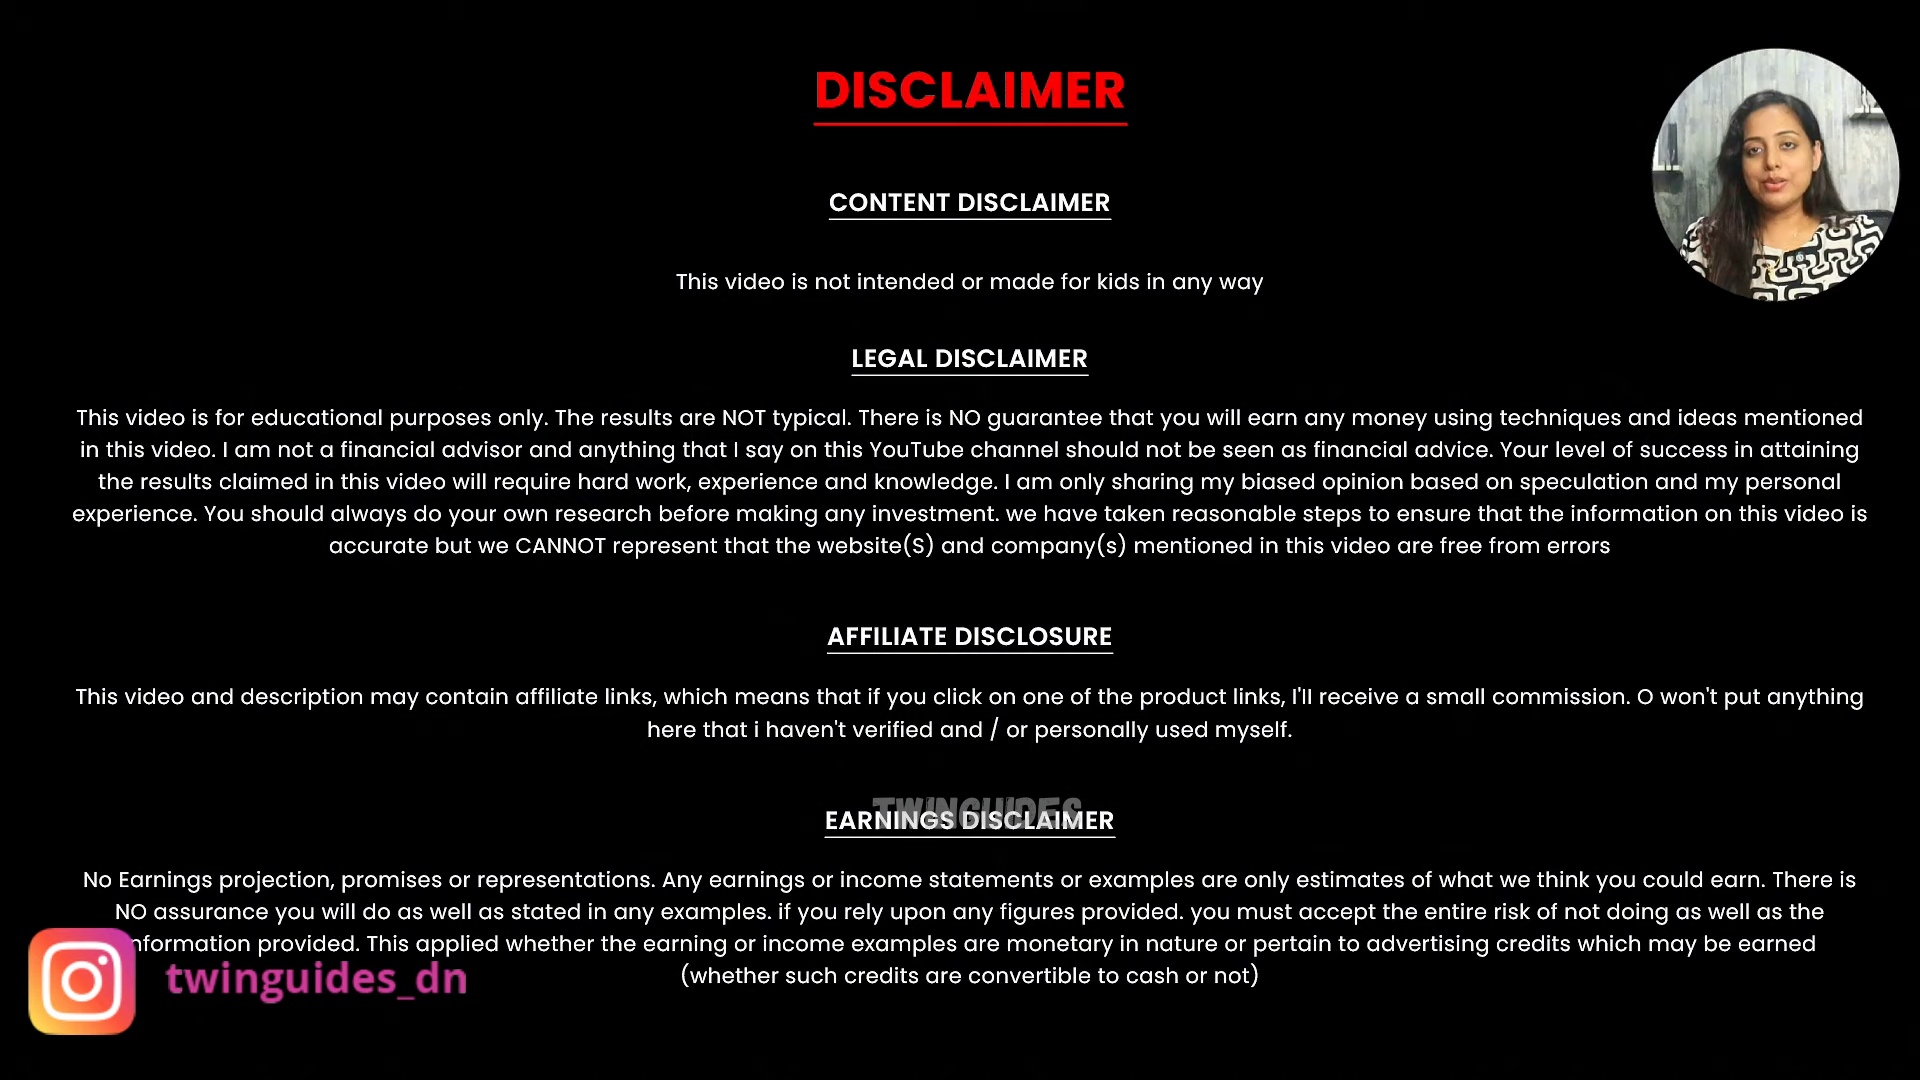 DISCLAIMER
CONTENT DISCLAIMER
This video is not intended or made for kids in any way
LEGAL DISCLAIMER
This video is for educational purposes only. The results are NOT typical. There is NO guarantee that you will earn any money using techniques and ideas mentioned
in this video. I am not a financial advisor and anything that I say on this YouTube channel should not be seen as financial advice. Your level of success in attaining
the results claimed in this video will require hard work, experience and knowledge. I am only sharing my biased opinion based on speculation and my personal
experience. You should always do your own research before making any investment. we have taken reasonable steps to ensure that the information on this video is
accurate but we CANNOT represent that the website(S) and company(s) mentioned in this video are free from errors
AFFILIATE DISCLOSURE
This video and description may contain affiliate links, which means that if you click on one of the product links, I'll receive a small commission. O won't put anything
here that i haven't verified and / or personally used myself.
TWINGUIDES
EARNINGS DISCLAIMER
No Earnings projection, promises or representations. Any earnings or income statements or examples are only estimates of what we think you could earn. There is
NO assurance you will do as well as stated in any examples. if you rely upon any figures provided. you must accept the entire risk of not doing as well as the
nformation provided. This applied whether the earning or income examples are monetary in nature or pertain to advertising credits which may be earned
(whether such credits are convertible to cash or not)
twinguides_dn